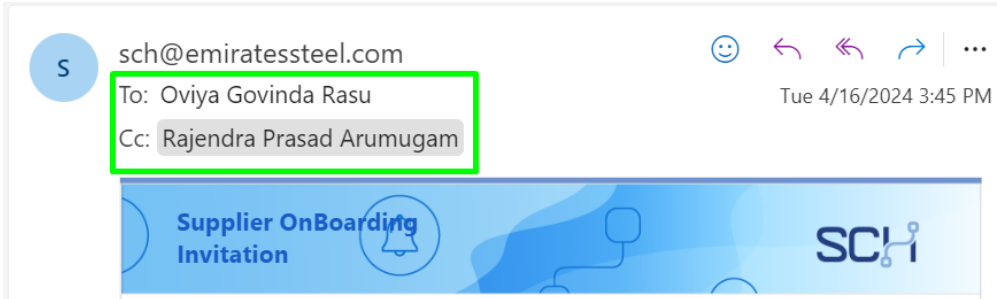 S
sch@emiratessteel.com
To: Oviya Govinda Rasu
Tue 4/16/2024 3:45 PM
Cc: Rajendra Prasad Arumugam
Supplier OnBoarding
Invitation
SCH